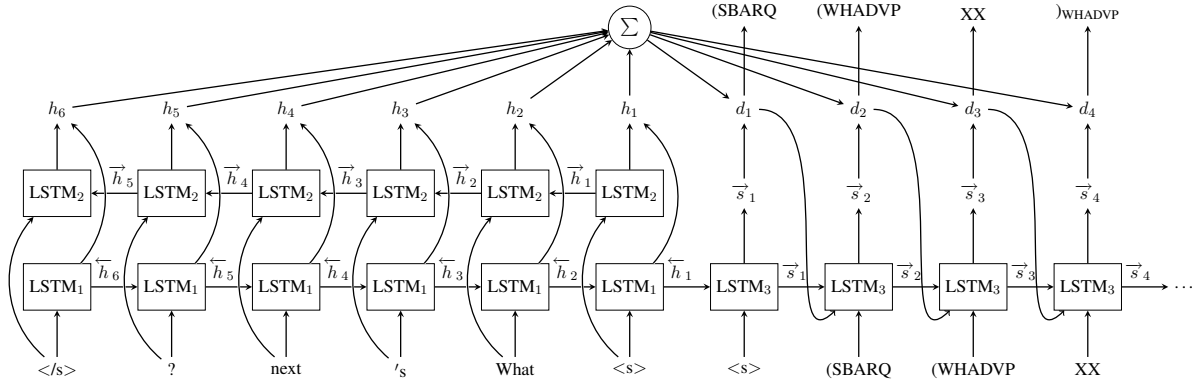 (SBARQ (WHADVP XX )WHADVP
∑
h₆ h₅ h₄ h₃ h₂ h₁ d₁ d₂ d₃ d₄
→h₅ →h₄ →h₃ →h₂ →h₁
LSTM₂ LSTM₂ LSTM₂ LSTM₂ LSTM₂ LSTM₂ →s₁ →s₂ →s₃ →s₄
←h₆ ←h₅ ←h₄ ←h₃ ←h₂ ←h₁ →s₁ →s₂ →s₃ →s₄
LSTM₁ LSTM₁ LSTM₁ LSTM₁ LSTM₁ LSTM₁ LSTM₃ LSTM₃ LSTM₃ LSTM₃ ...
</s> ? next 's What <s> <s> (SBARQ (WHADVP XX